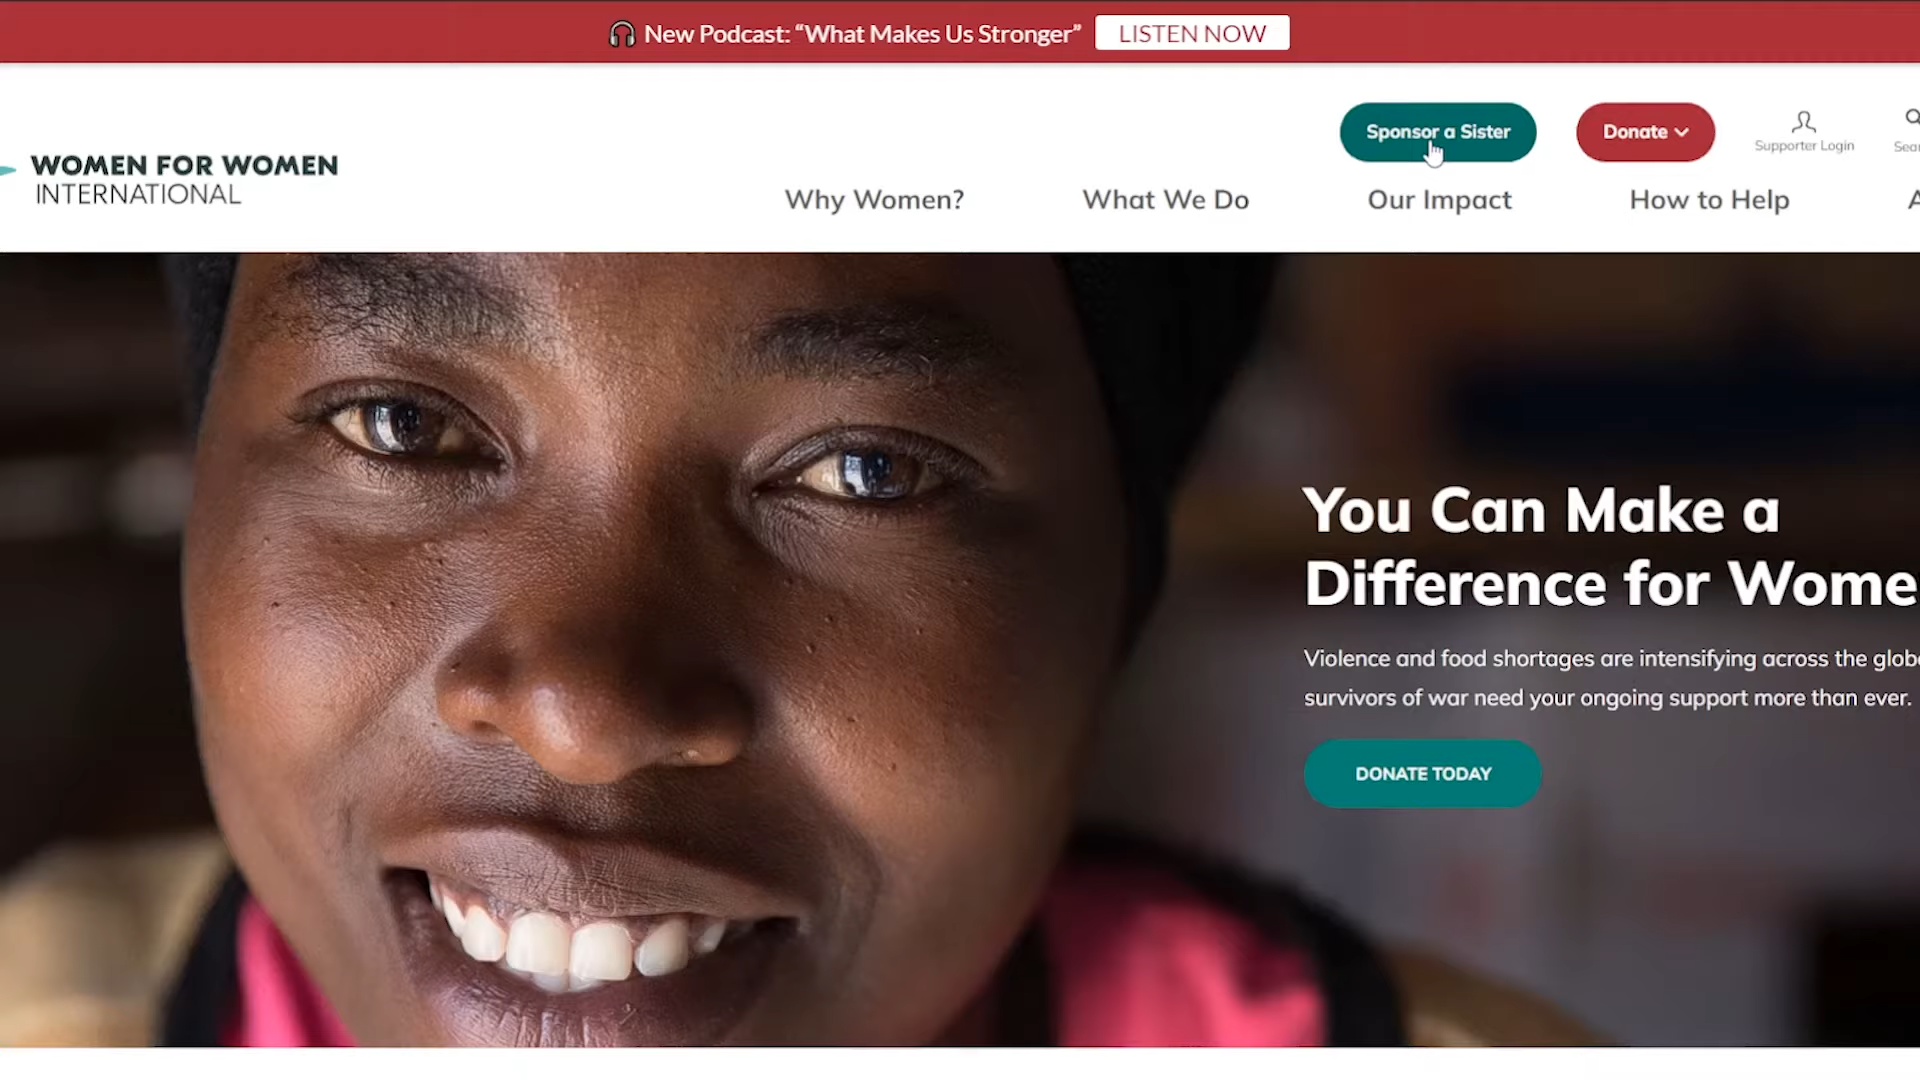 New Podcast: “What Makes Us Stronger” LISTEN NOW
Sponsor a Sister Donate Supporter Login
WOMEN FOR WOMEN
INTERNATIONAL
Why Women? What We Do Our Impact How to Help
You Can Make a
Difference for Wome
Violence and food shortages are intensifying across the glob
survivors of war need your ongoing support more than ever.
DONATE TODAY